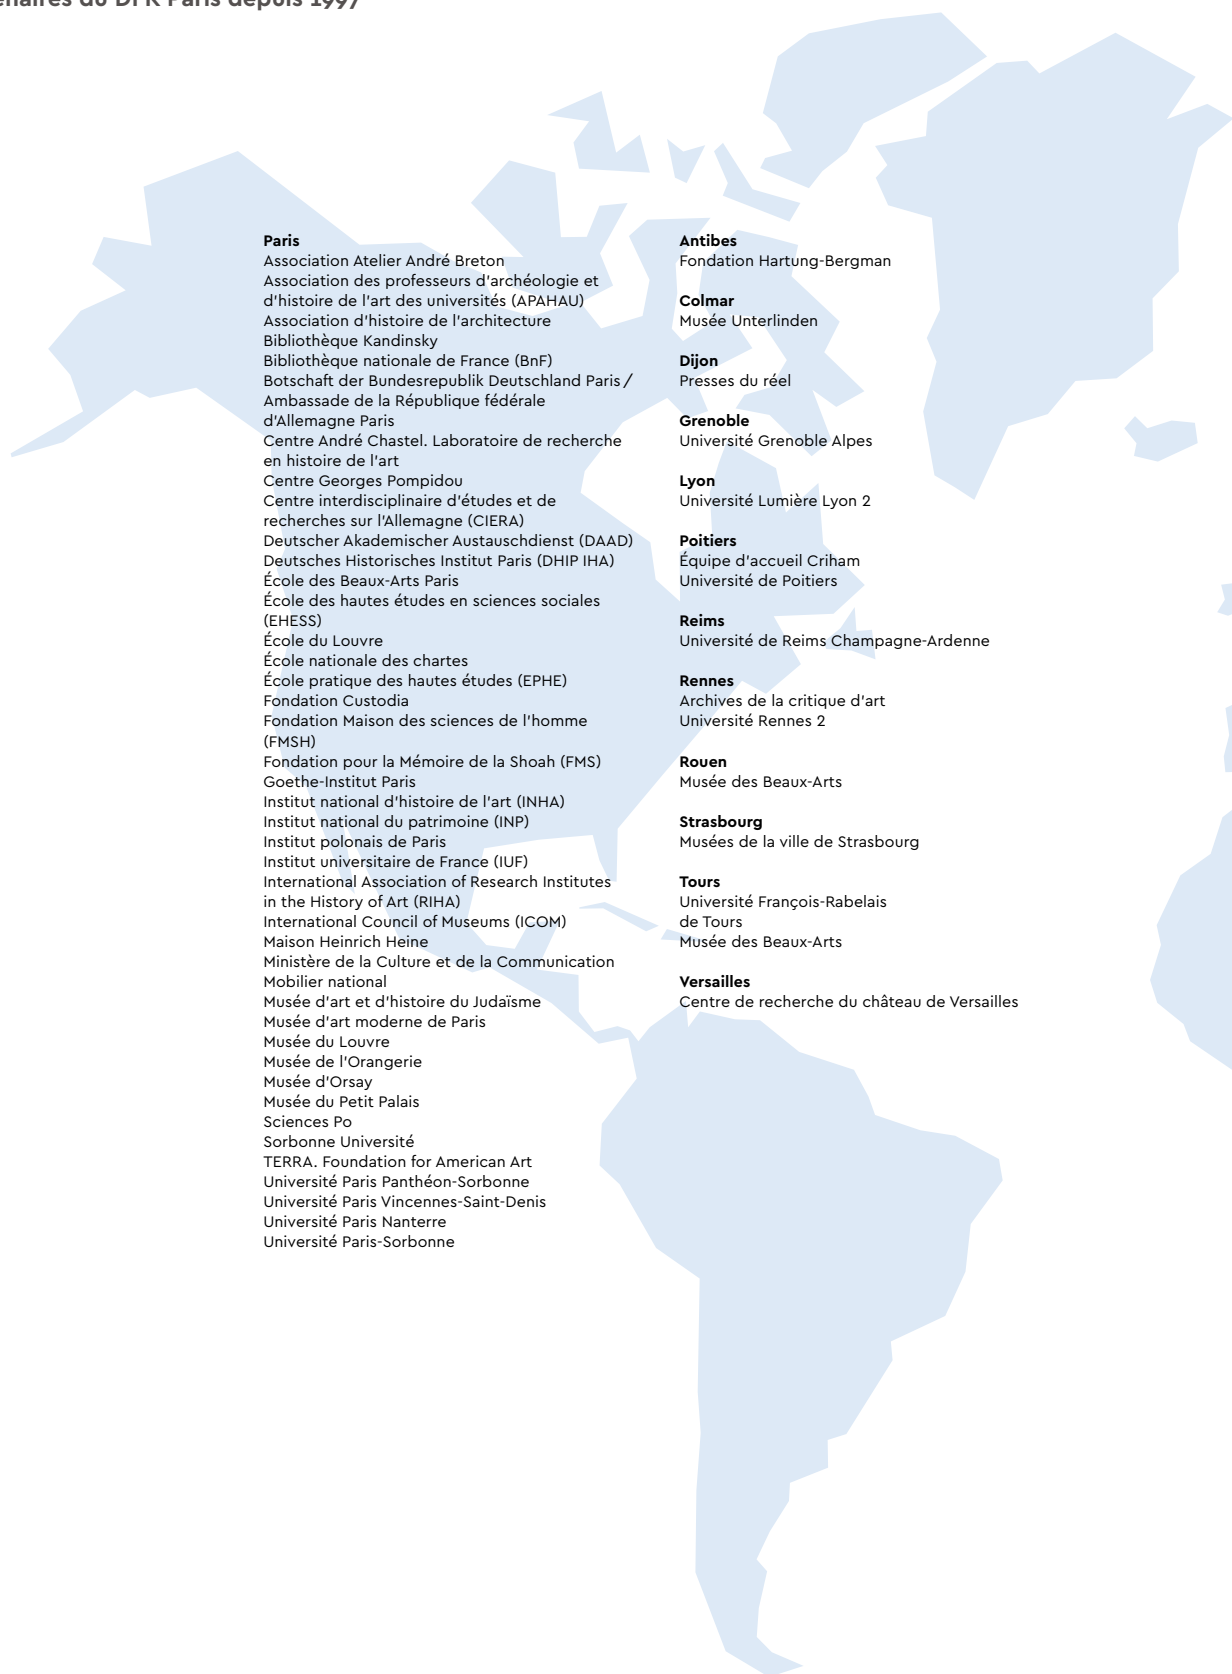 du DFK Paris depuis 1997
Paris
Association Atelier André Breton
Association des professeurs d'archéologie et
d'histoire de l'art des universités (APAHAU)
Association d'histoire de l'architecture
Bibliothèque Kandinsky
Bibliothèque nationale de France (BnF)
Botschaft der Bundesrepublik Deutschland Paris /
Ambassade de la République fédérale
d'Allemagne Paris
Centre André Chastel. Laboratoire de recherche
en histoire de l'art
Centre Georges Pompidou
Centre interdisciplinaire d'études et de
recherches sur l'Allemagne (CIERA)
Deutscher Akademischer Austauschdienst (DAAD)
Deutsches Historisches Institut Paris (DHIP IHA)
École des Beaux-Arts Paris
École des hautes études en sciences sociales
(EHESS)
École du Louvre
École nationale des chartes
École pratique des hautes études (EPHE)
Fondation Custodia
Fondation Maison des sciences de l'homme
(FMSH)
Fondation pour la Mémoire de la Shoah (FMS)
Goethe-Institut Paris
Institut national d'histoire de l'art (INHA)
Institut national du patrimoine (INP)
Institut polonais de Paris
Institut universitaire de France (IUF)
International Association of Research Institutes
in the History of Art (RIHA)
International Council of Museums (ICOM)
Maison Heinrich Heine
Ministère de la Culture et de la Communication
Mobilier national
Musée d'art et d'histoire du Judaïsme
Musée d'art moderne de Paris
Musée du Louvre
Musée de l'Orangerie
Musée d'Orsay
Musée du Petit Palais
Sciences Po
Sorbonne Université
TERRA. Foundation for American Art
Université Paris Panthéon-Sorbonne
Université Paris Vincennes-Saint-Denis
Université Paris Nanterre
Université Paris-Sorbonne
Antibes
Fondation Hartung-Bergman
Colmar
Musée Unterlinden
Dijon
Presses du réel
Grenoble
Université Grenoble Alpes
Lyon
Université Lumière Lyon 2
Poitiers
Équipe d'accueil Criham
Université de Poitiers
Reims
Université de Reims Champagne-Ardenne
Rennes
Archives de la critique d'art
Université Rennes 2
Rouen
Musée des Beaux-Arts
Strasbourg
Musées de la ville de Strasbourg
Tours
Université François-Rabelais
de Tours
Musée des Beaux-Arts
Versailles
Centre de recherche du château de Versailles